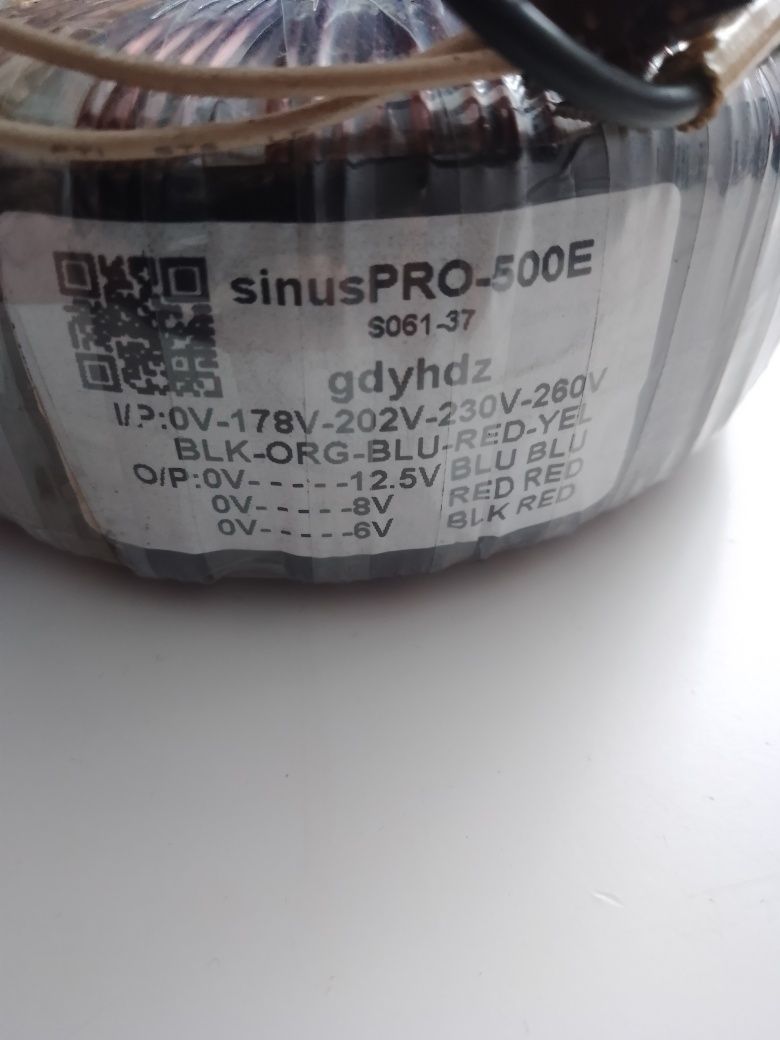 sinusPRO-500E
S061-37
gdyhdz
I/P:0V-178V-202V-230V-260V
BLK-ORG-BLU-RED-YEL
O/P:0V- - - - -12.5V BLU BLU
0V- - - - -8V RED RED
0V- - - - -6V BLK RED